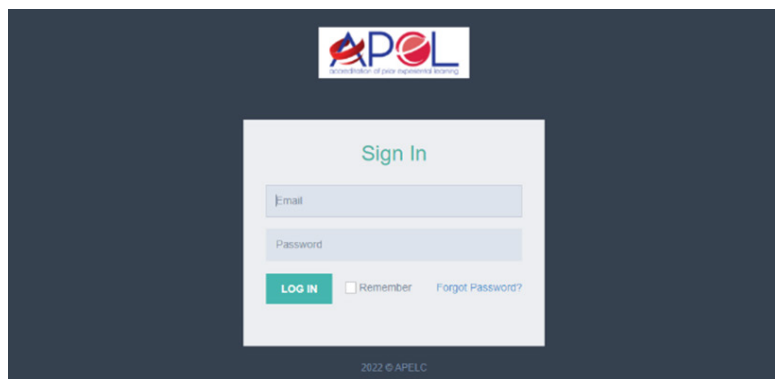 APEL
accreditation of prior experiential learning
Sign In
Email
Password
LOG IN
Remember
Forgot Password?
2022 © APELC